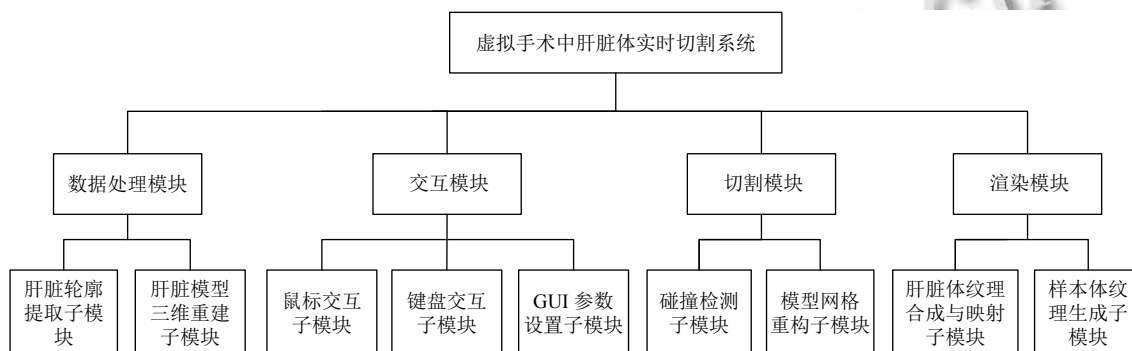 虚拟手术中肝脏体实时切割系统
数据处理模块
交互模块
切割模块
渲染模块
肝脏轮廓
提取子模
块
肝脏模型
三维重建
子模块
鼠标交互
子模块
键盘交互
子模块
GUI 参数
设置子模块
碰撞检测
子模块
模型网格
重构子模块
肝脏体纹理
合成与映射
子模块
样本体纹
理生成子
模块